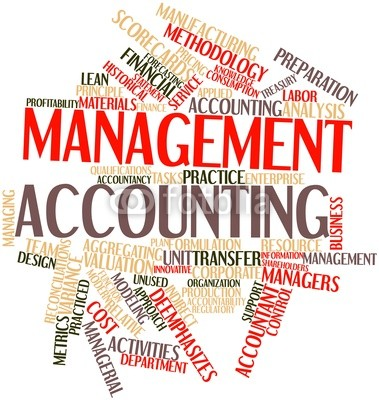 MANUFACTURING
SCORECARD
METHODOLOGY
PREPARATION
PRICING
KNOWLEDGE
FORECASTING
FINANCIAL
CONSUMPTION
TREASURY
LEAN
HISTORICAL
STATEMENT
SERVICE
APPLIED
LABOR
PRINCIPLE
PROFITABILITY
MATERIALS
FINANCE
ACCOUNTING
ANALYSIS
MANAGEMENT
QUALIFICATIONS
ACCOUNTANCY
TASKS
PRACTICE
ENTERPRISE
ACCOUNTING
fotolia
MANAGING
BUSINESS
TEAM
DESIGN
RECONCILIATIONS
VARIANCE
AGGREGATING
VALUATION
PLAN
FORMULATION
RESOURCE
UNIT
TRANSFER
INFORMATION
SHAREHOLDERS
MANAGEMENT
INNOVATIVE
CORPORATE
MANAGERS
MODELING
UNUSED
ORGANIZATION
PRODUCTION
ACCOUNTABILITY
REGULATORY
SUPPORT
CONTROL
ACCOUNTANT
APPROACH
DEEMPHASIZES
METRICS
PRACTICED
COST
MANAGERIAL
ACTIVITIES
DEPARTMENT